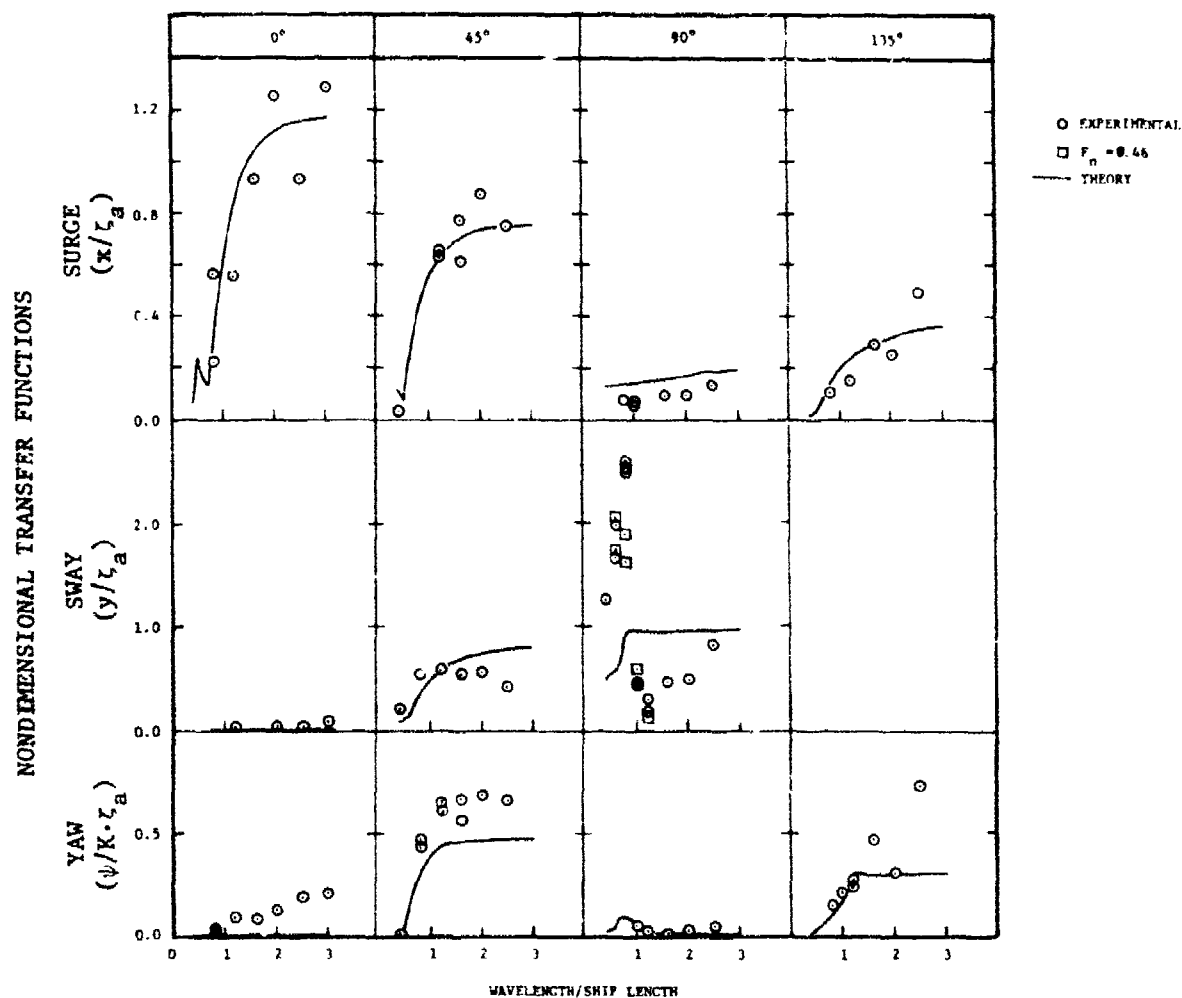 0° 45° 90° 135°
○ EXPERIMENTAL
□ F_n = 0.46
— THEORY
NONDIMENSIONAL TRANSFER FUNCTIONS
SURGE
(x/ζ_a)
1.2
0.8
0.4
0.0
SWAY
(y/ζ_a)
2.0
1.0
0.0
YAW
(ψ/K·ζ_a)
0.5
0.0
0 1 2 3 1 2 3 1 2 3 1 2 3
WAVELENGTH/SHIP LENGTH